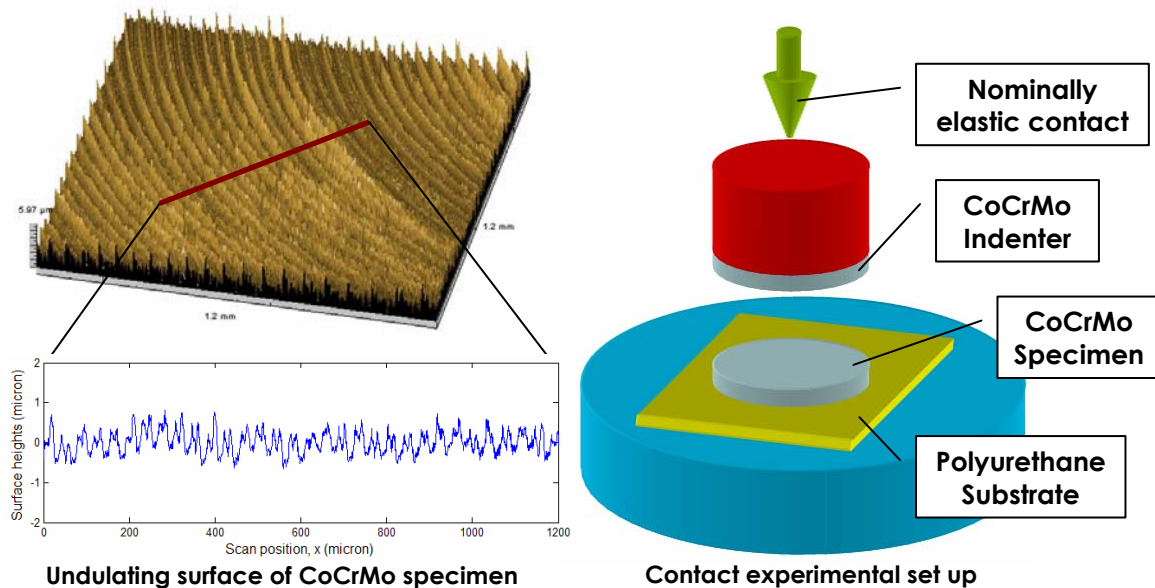 5.97 µm
1.2 mm
1.2 mm
2
1
0
-1
-2
Surface heights (micron)
0
200
400
600
800
1000
1200
Scan position, x (micron)
Undulating surface of CoCrMo specimen
Nominally
elastic contact
CoCrMo
Indenter
CoCrMo
Specimen
Polyurethane
Substrate
Contact experimental set up